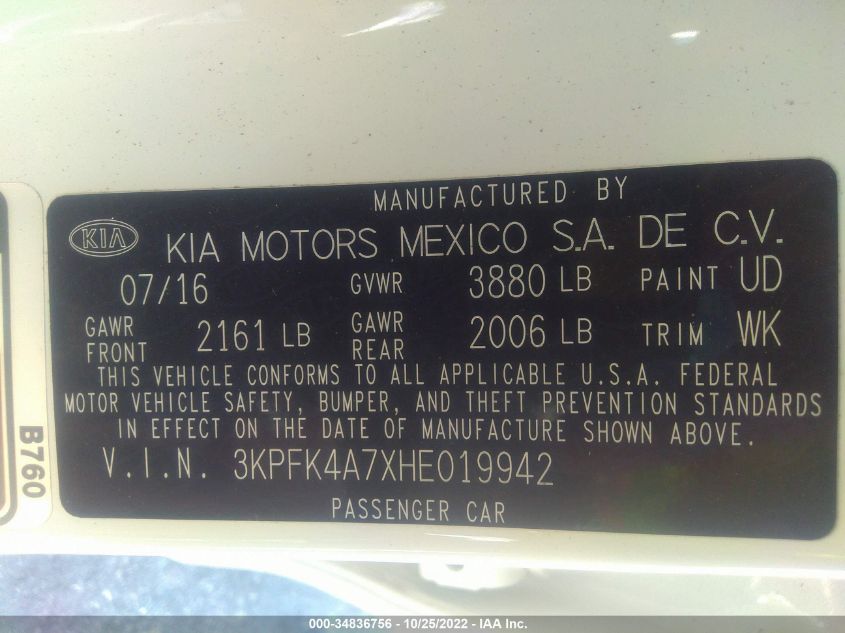 MANUFACTURED BY
KIA KIA MOTORS MEXICO S.A. DE C.V.
07/16 GVWR 3880 LB PAINT UD
GAWR FRONT 2161 LB GAWR REAR 2006 LB TRIM WK
THIS VEHICLE CONFORMS TO ALL APPLICABLE U.S.A. FEDERAL
MOTOR VEHICLE SAFETY, BUMPER, AND THEFT PREVENTION STANDARDS
IN EFFECT ON THE DATE OF MANUFACTURE SHOWN ABOVE.
V.I.N. 3KPFK4A7XHE019942
PASSENGER CAR
B760
000-34836756 - 10/25/2022 - IAA Inc.